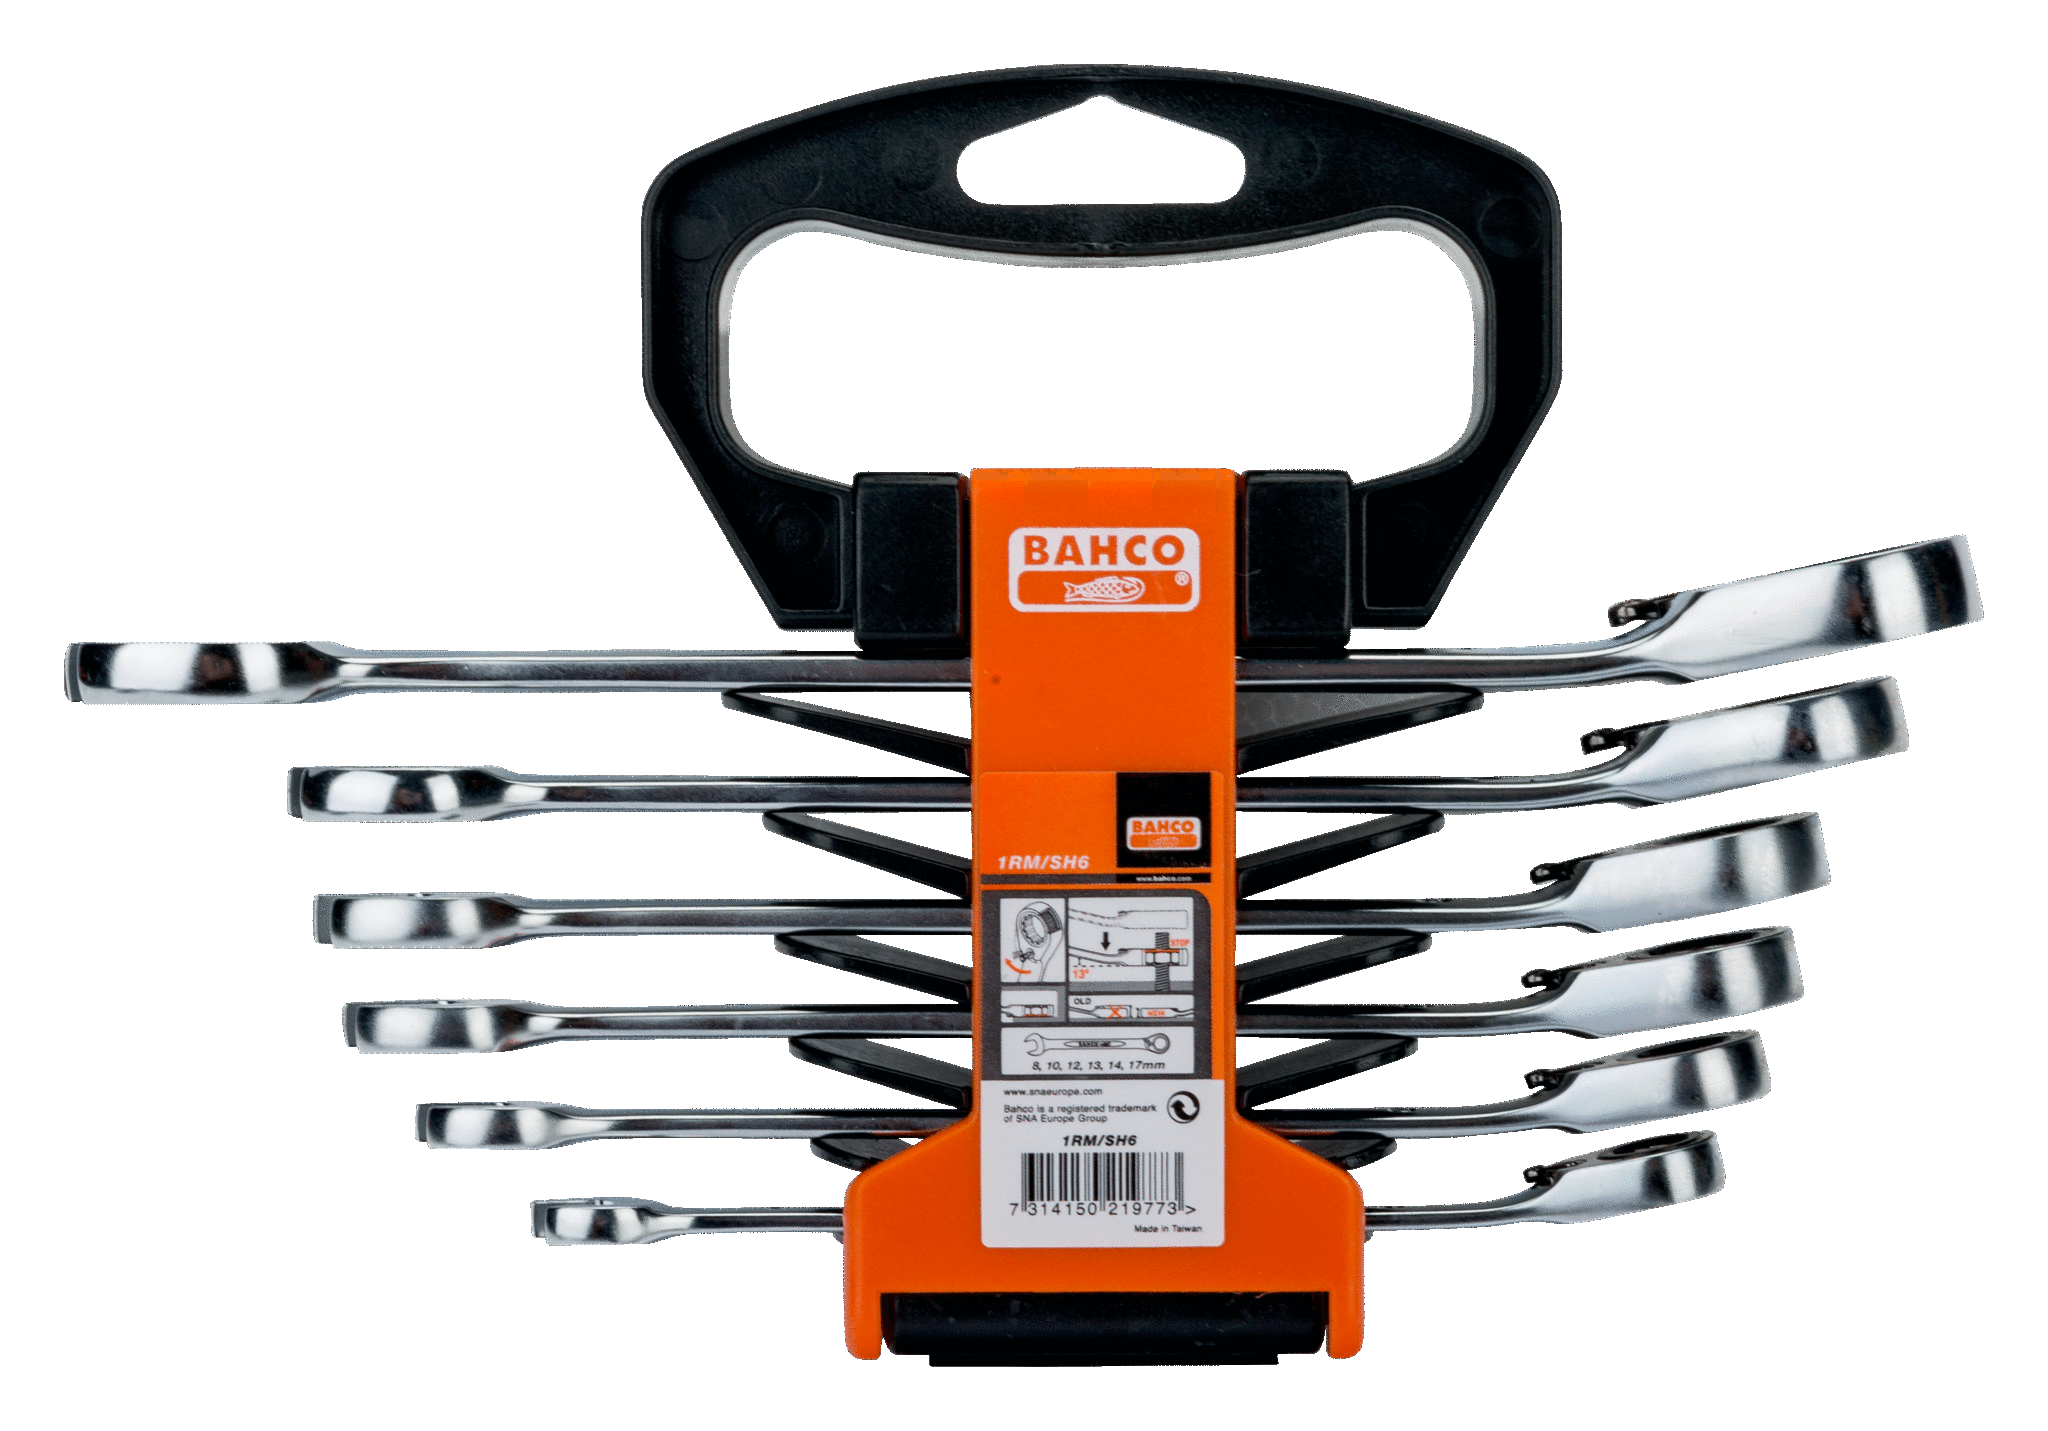 BAHCO
®
BAHCO
1RM/SH6
www.bahco.com
STOP
13°
OLD
NEW
BAHCO
8, 10, 12, 13, 14, 17mm
www.snaeurope.com
Bahco is a registered trademark
of SNA Europe Group
1RM/SH6
7 314150 219773 >
Made in Taiwan